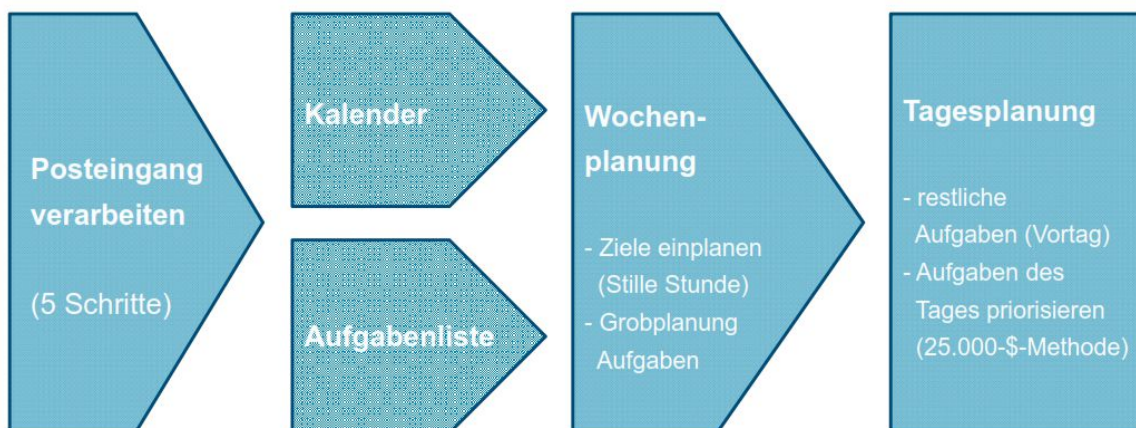 Posteingang
verarbeiten
(5 Schritte)
Kalender
Aufgabenliste
Wochen-
planung
- Ziele einplanen
(Stille Stunde)
- Grobplanung
Aufgaben
Tagesplanung
- restliche
Aufgaben (Vortag)
- Aufgaben des
Tages priorisieren
(25.000-$-Methode)